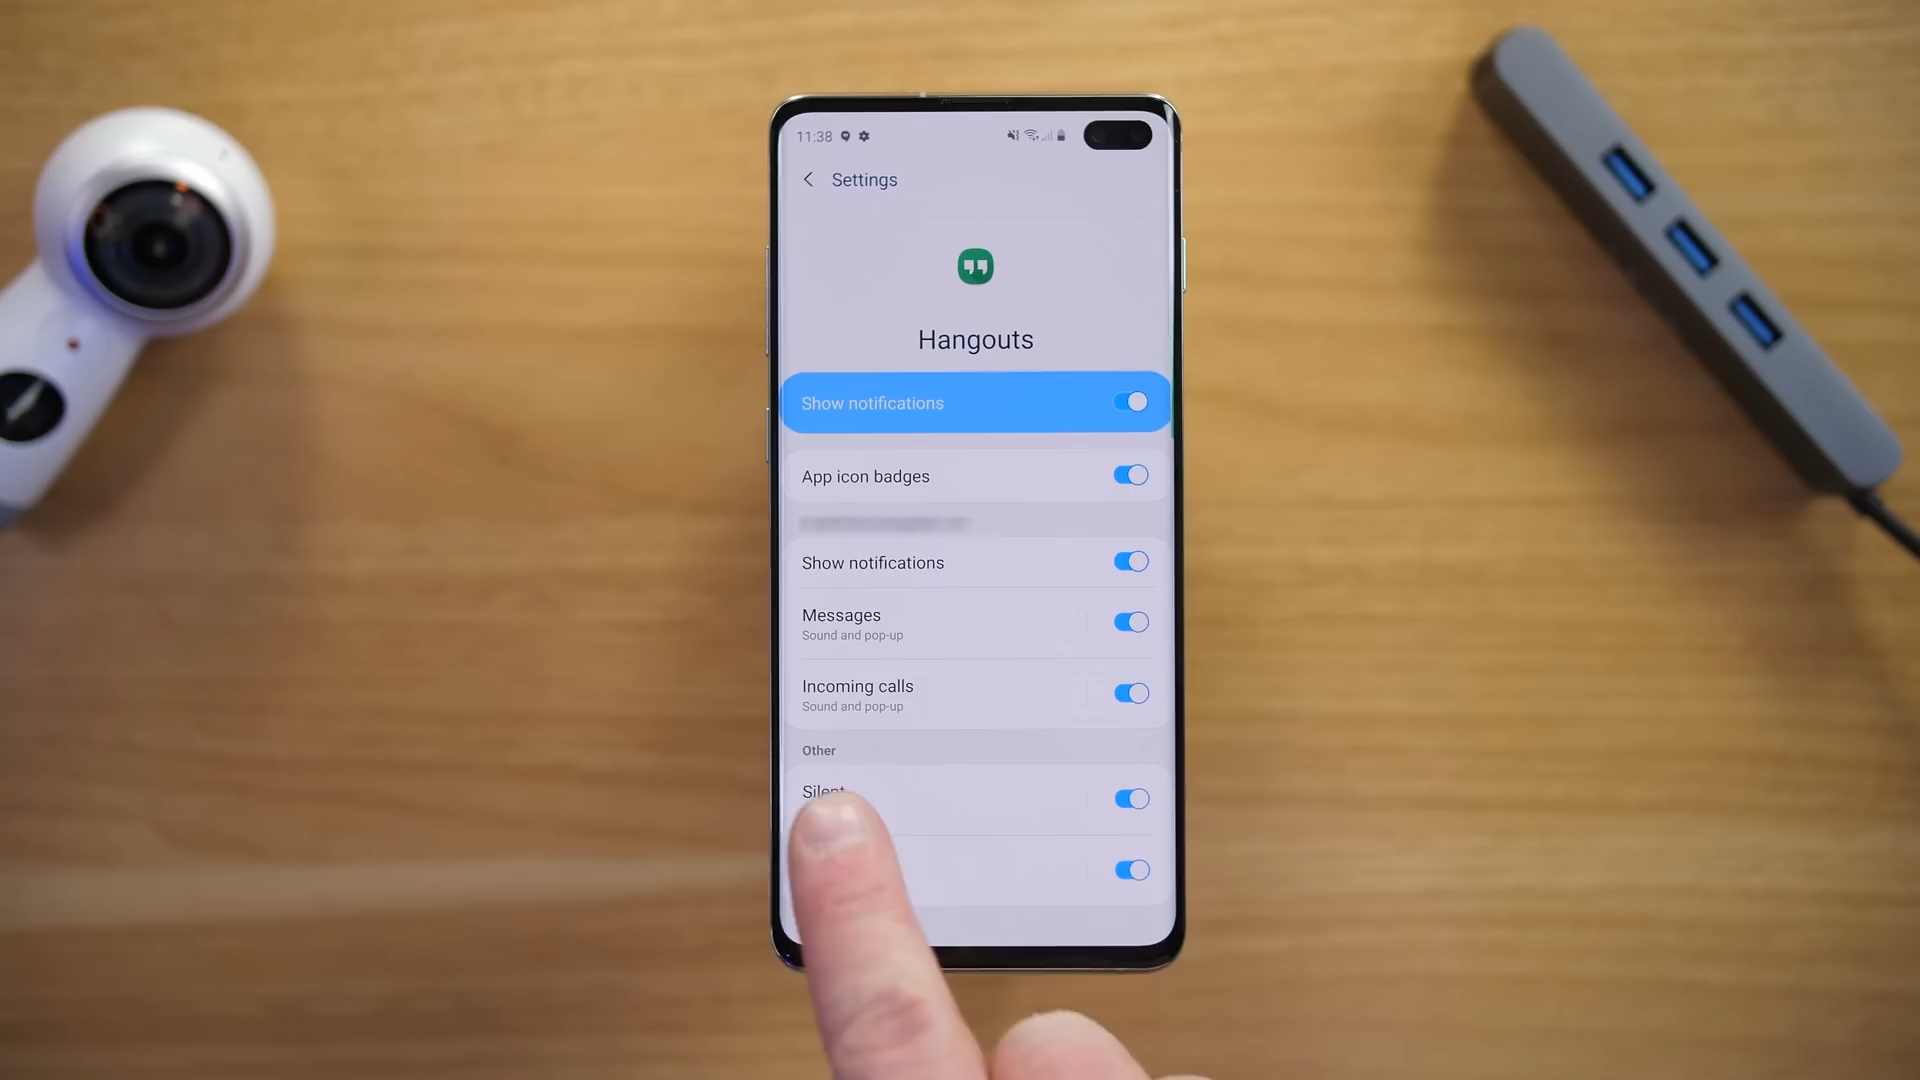 11:38
Settings
Hangouts
Show notifications
App icon badges
Show notifications
Messages
Sound and pop-up
Incoming calls
Sound and pop-up
Other
Silent